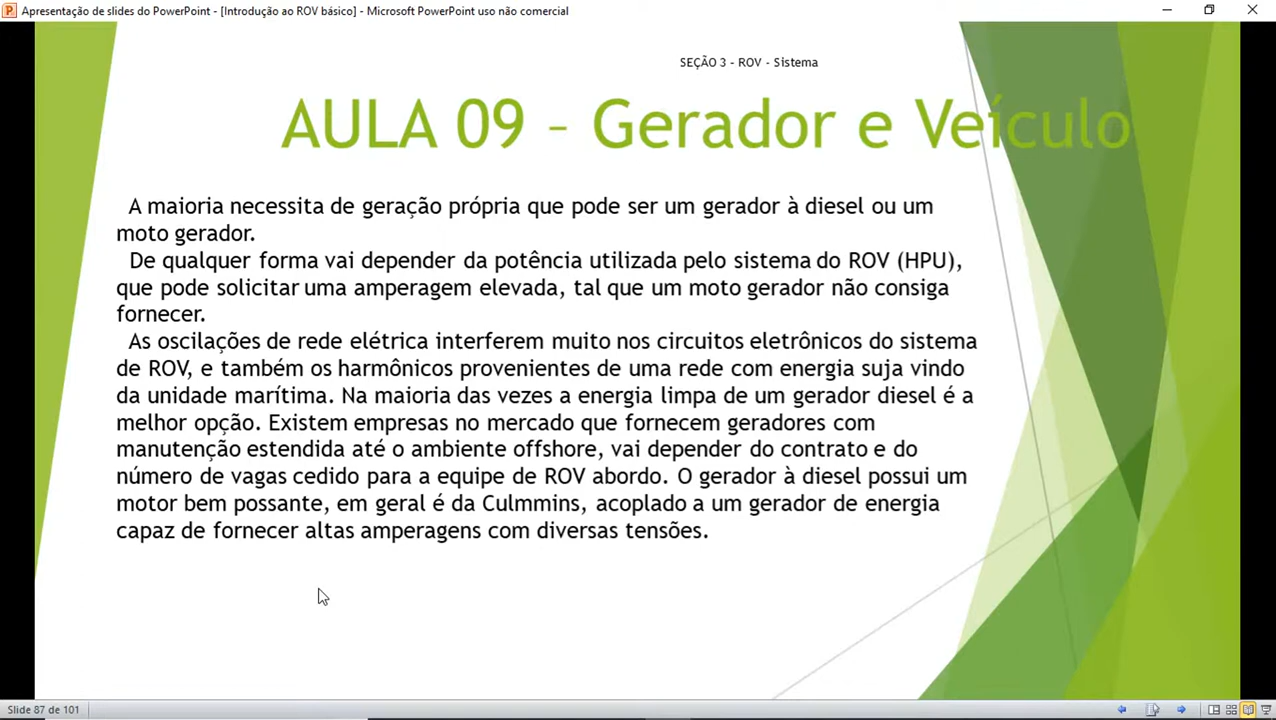 Apresentação de slides do PowerPoint - [Introdução ao ROV básico] - Microsoft PowerPoint uso não comercial
SEÇÃO 3 - ROV - Sistema
AULA 09 – Gerador e Veículo
A maioria necessita de geração própria que pode ser um gerador à diesel ou um
moto gerador.
De qualquer forma vai depender da potência utilizada pelo sistema do ROV (HPU),
que pode solicitar uma amperagem elevada, tal que um moto gerador não consiga
fornecer.
As oscilações de rede elétrica interferem muito nos circuitos eletrônicos do sistema
de ROV, e também os harmônicos provenientes de uma rede com energia suja vindo
da unidade marítima. Na maioria das vezes a energia limpa de um gerador diesel é a
melhor opção. Existem empresas no mercado que fornecem geradores com
manutenção estendida até o ambiente offshore, vai depender do contrato e do
número de vagas cedido para a equipe de ROV abordo. O gerador à diesel possui um
motor bem possante, em geral é da Culmmins, acoplado a um gerador de energia
capaz de fornecer altas amperagens com diversas tensões.
Slide 87 de 101